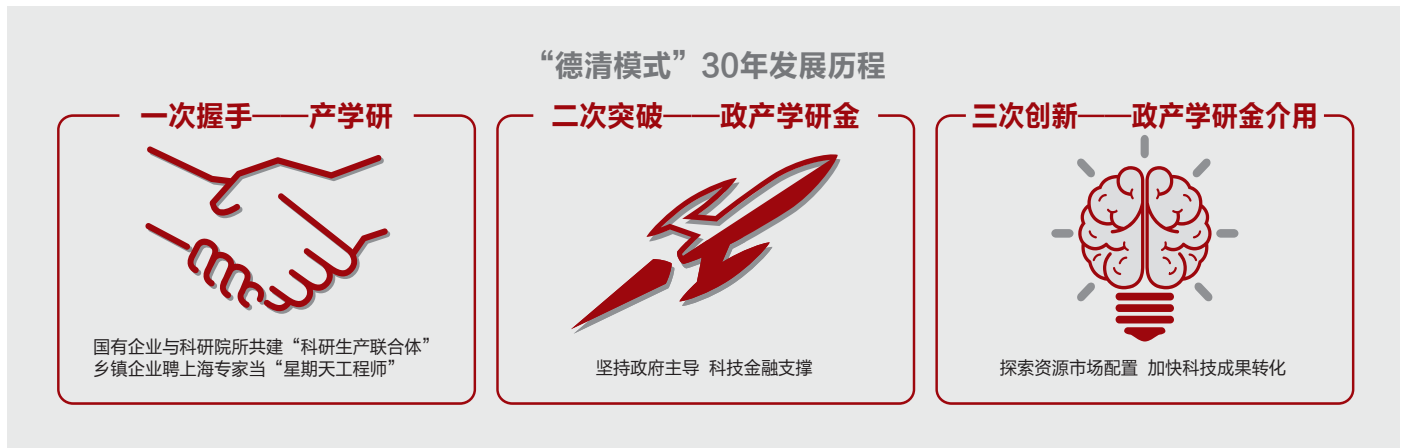 “德清模式”30年发展历程
一次握手——产学研
国有企业与科研院所共建“科研生产联合体”
乡镇企业聘上海专家当“星期天工程师”
二次突破——政产学研金
坚持政府主导 科技金融支撑
三次创新——政产学研金介用
探索资源市场配置 加快科技成果转化